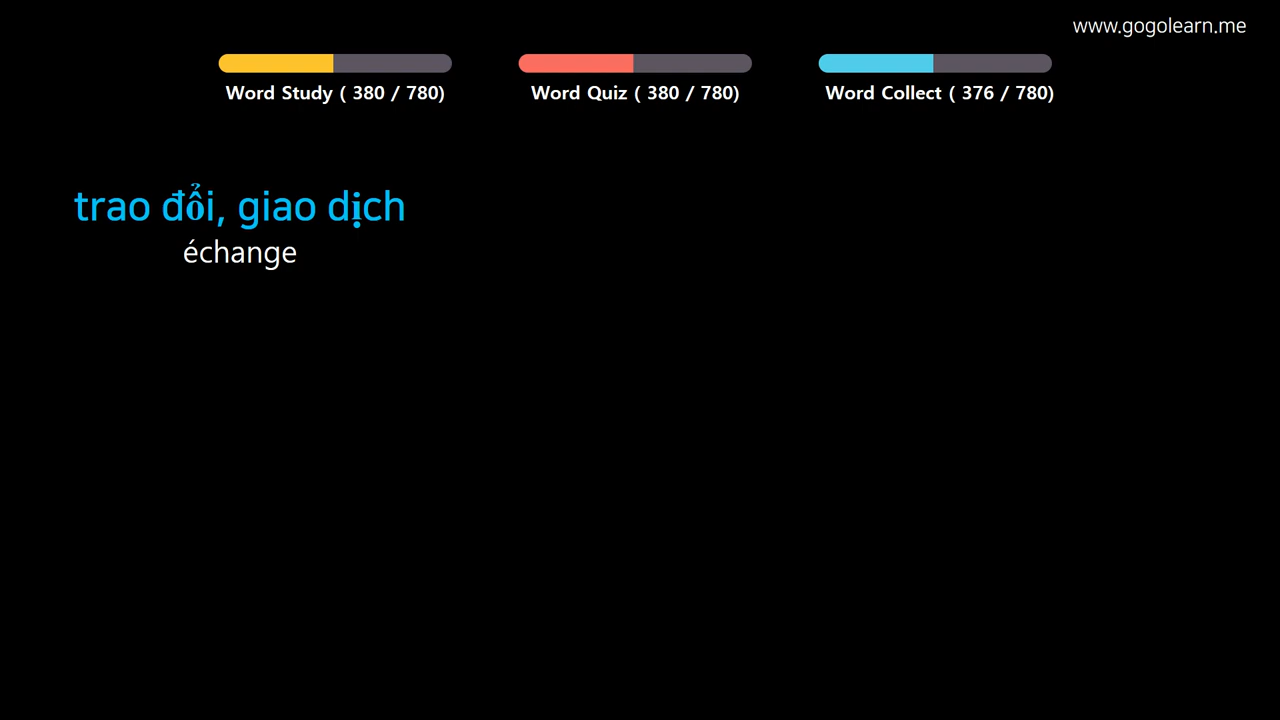 www.gogolearn.me
Word Study ( 380 / 780)
Word Quiz ( 380 / 780)
Word Collect ( 376 / 780)
trao đổi, giao dịch
échange